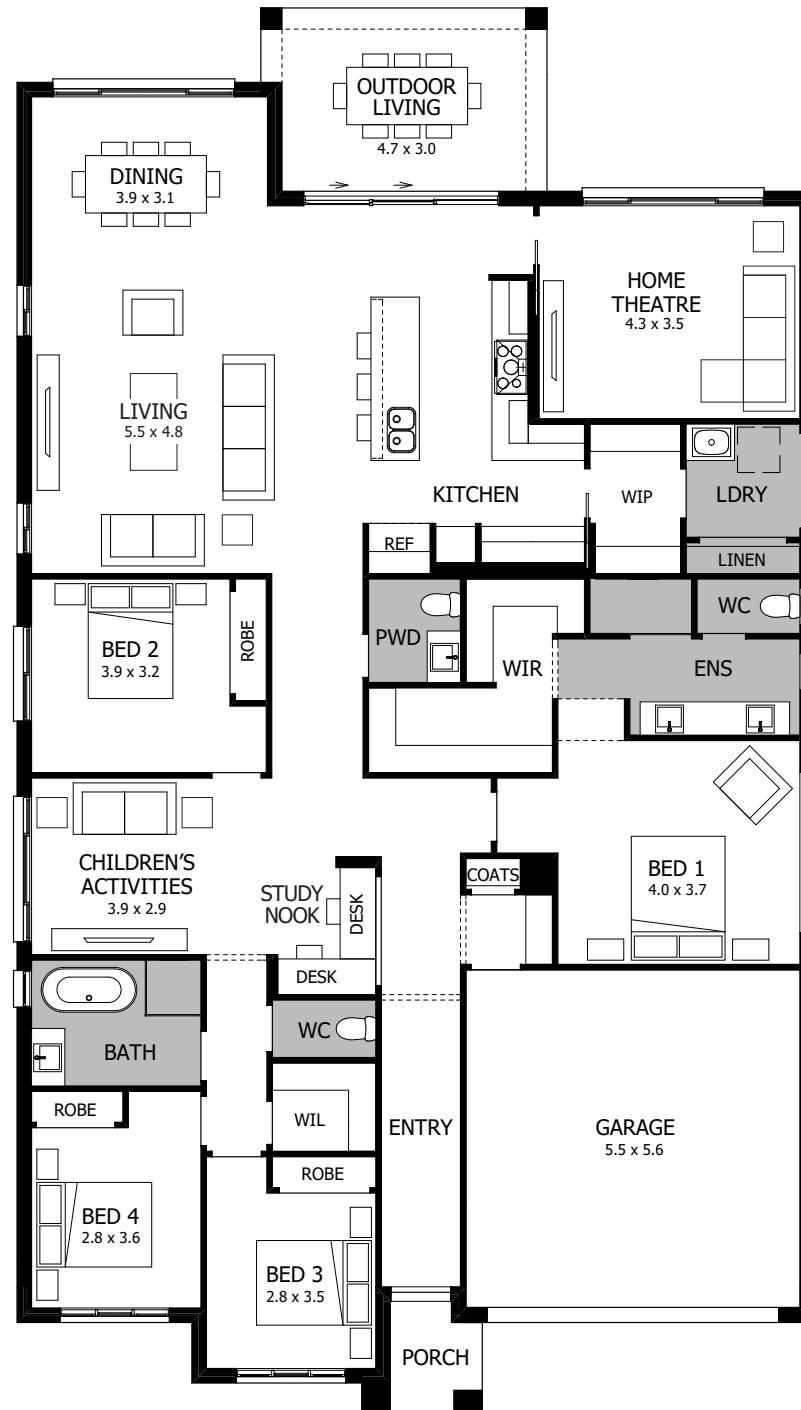 OUTDOOR
LIVING
4.7 x 3.0
DINING
3.9 x 3.1
HOME
THEATRE
4.3 x 3.5
LIVING
5.5 x 4.8
KITCHEN
WIP
LDRY
REF
LINEN
BED 2
3.9 x 3.2
ROBE
PWD
WIR
WC
ENS
CHILDREN'S
ACTIVITIES
3.9 x 2.9
STUDY
NOOK
DESK
DESK
COATS
BED 1
4.0 x 3.7
BATH
WC
ROBE
WIL
ENTRY
GARAGE
5.5 x 5.6
ROBE
BED 4
2.8 x 3.6
BED 3
2.8 x 3.5
PORCH